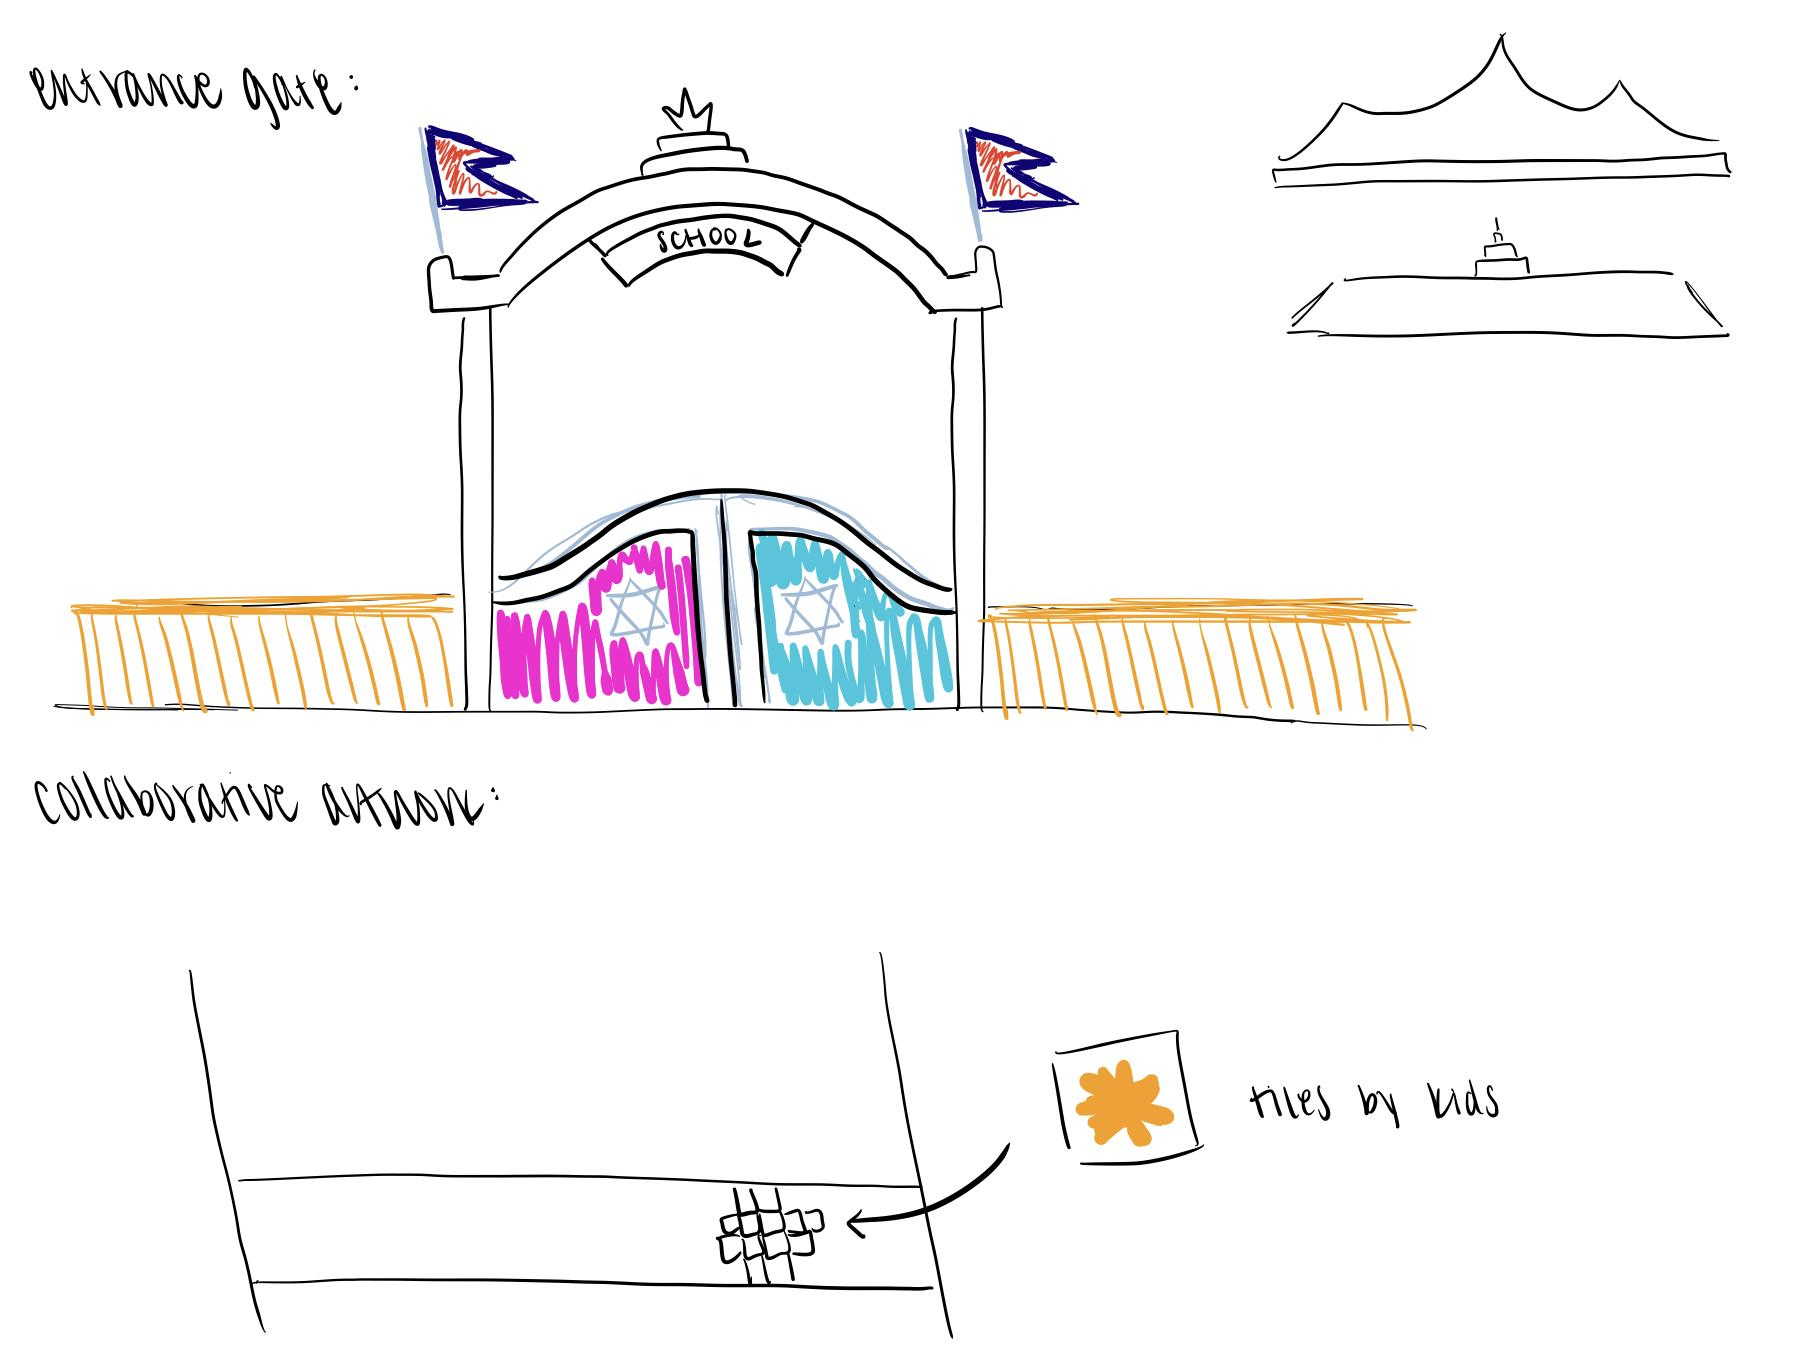 entrance gate:
SCHOOL
collaborative artwork:
tiles by kids